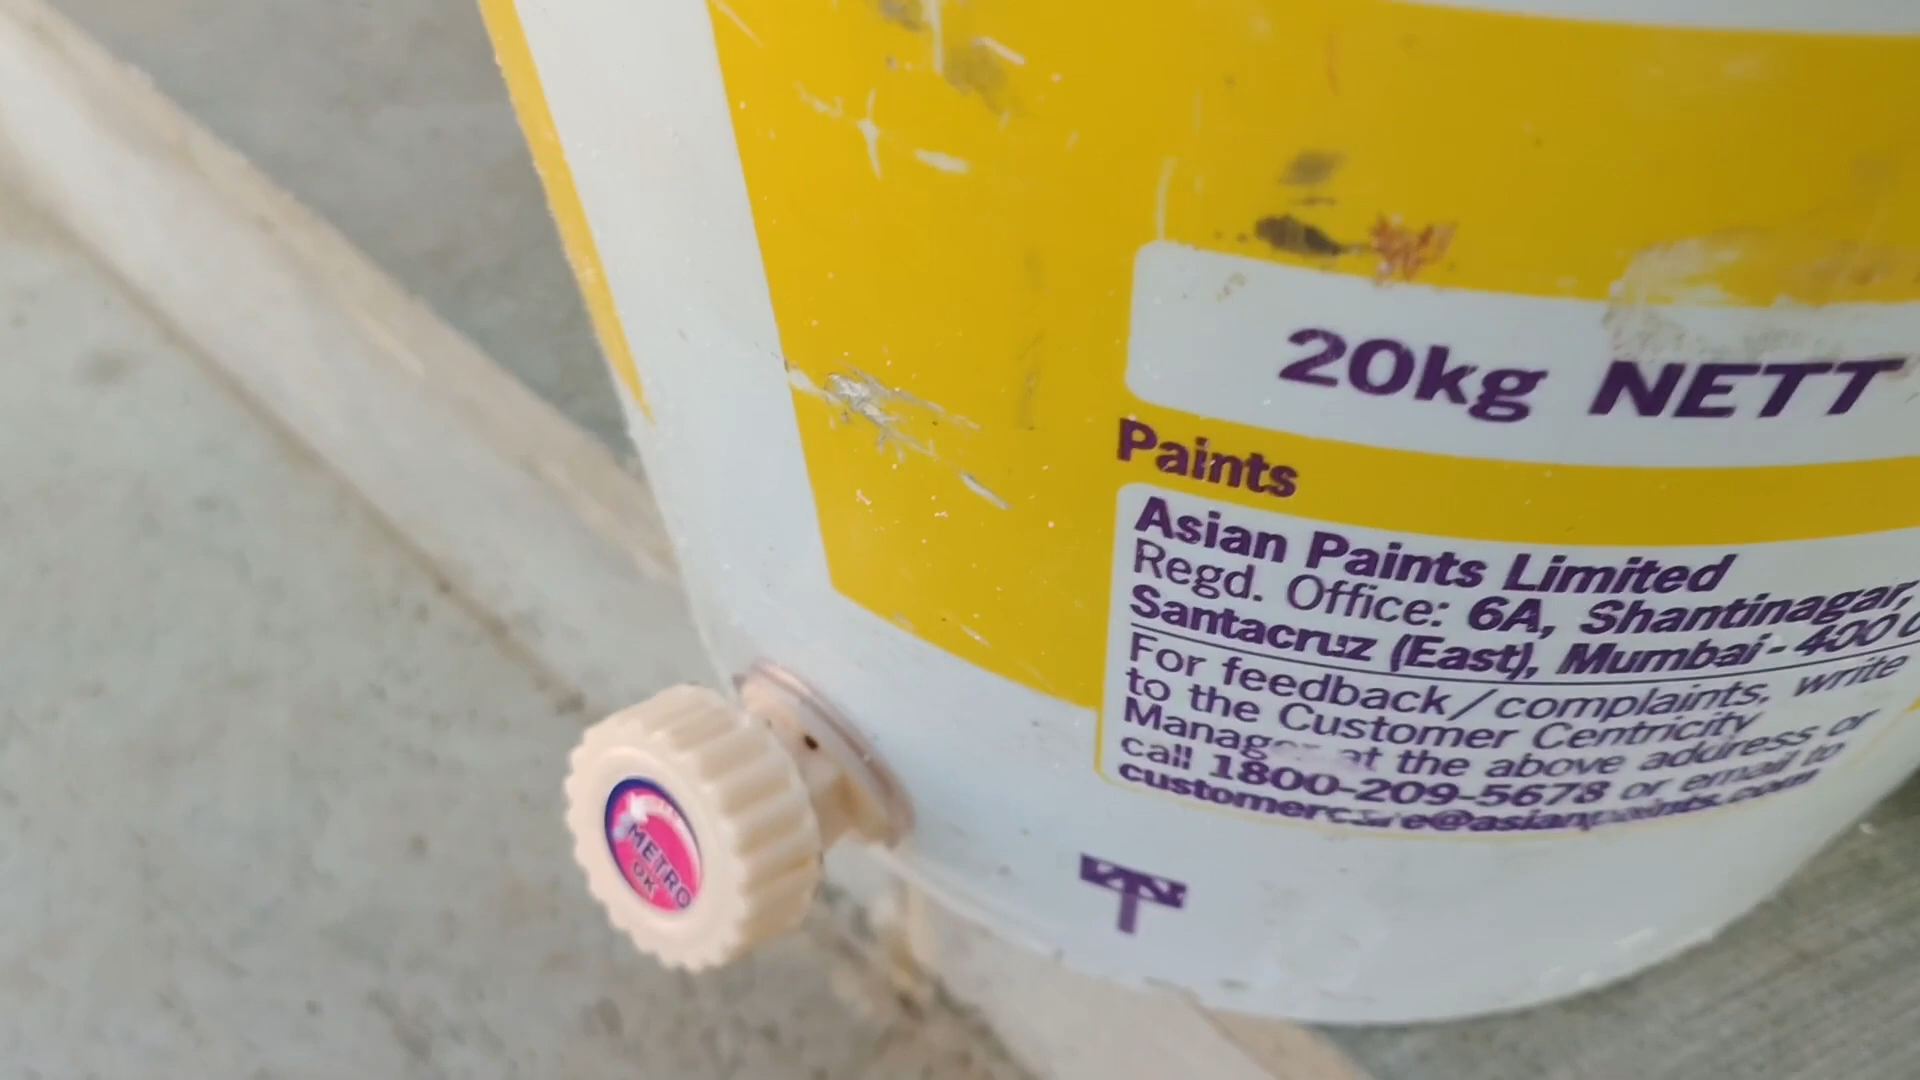 20kg NETT
Paints
Asian Paints Limited
Regd. Office: 6A, Shantinagar,
Santacruz (East), Mumbai - 400 0
For feedback/complaints, write
to the Customer Centricity
at the above address or
call 1800-209-5678 or email to
METRO
OK